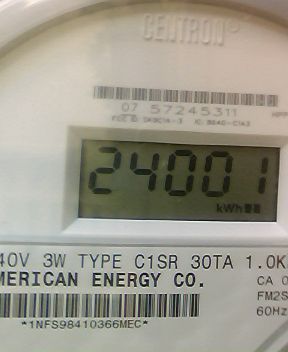 CENTRON®
07 57245311
24001
kWh
40V 3W TYPE C1SR 30TA 1.0K
MERICAN ENERGY CO.
CA 0
FM2S
60Hz
*1NFS98410366MEC*